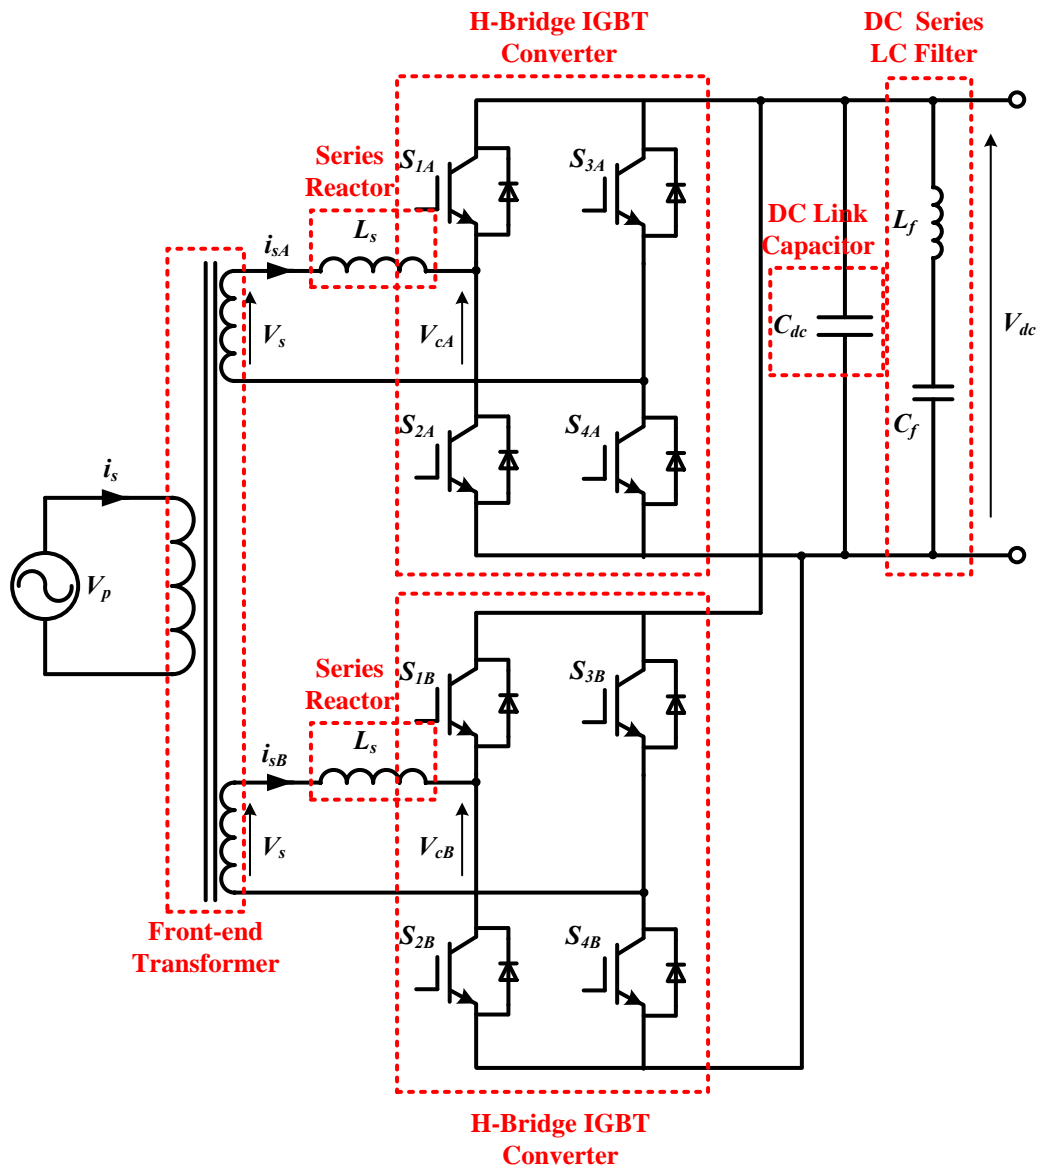 H-Bridge IGBT
Converter
DC Series
LC Filter
Series
Reactor
S1A
S3A
DC Link
Capacitor
Lf
isA
Ls
Vs
VcA
Cdc
Vdc
Cf
S2A
S4A
is
Vp
Series
Reactor
S1B
S3B
isB
Ls
Vs
VcB
Front-end
Transformer
S2B
S4B
H-Bridge IGBT
Converter